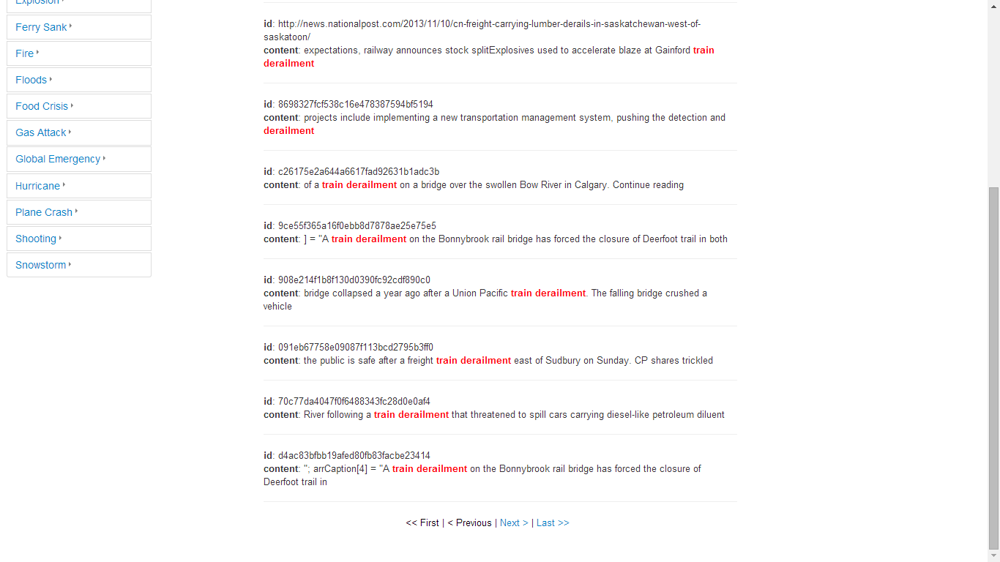 Explosion
Ferry Sank
Fire
Floods
Food Crisis
Gas Attack
Global Emergency
Hurricane
Plane Crash
Shooting
Snowstorm
id: http://news.nationalpost.com/2013/11/10/cn-freight-carrying-lumber-derails-in-saskatchewan-west-of-
saskatoon/
content: expectations, railway announces stock splitExplosives used to accelerate blaze at Gainford train
derailment
id: 8698327fcf538c16e478387594bf5194
content: projects include implementing a new transportation management system, pushing the detection and
derailment
id: c26175e2a644a6617fad92631b1adc3b
content: of a train derailment on a bridge over the swollen Bow River in Calgary. Continue reading
id: 9ce55f365a16f0ebb8d7878ae25e75e5
content: ] = "A train derailment on the Bonnybrook rail bridge has forced the closure of Deerfoot trail in both
id: 908e214f1b8f130d0390fc92cdf890c0
content: bridge collapsed a year ago after a Union Pacific train derailment. The falling bridge crushed a
vehicle
id: 091eb67758e09087f113bcd2795b3ff0
content: the public is safe after a freight train derailment east of Sudbury on Sunday. CP shares trickled
id: 70c77da4047f0f6488343fc28d0e0af4
content: River following a train derailment that threatened to spill cars carrying diesel-like petroleum diluent
id: d4ac83bfbb19afed80fb83facbe23414
content: "; arrCaption[4] = "A train derailment on the Bonnybrook rail bridge has forced the closure of
Deerfoot trail in
<< First | < Previous | Next > | Last >>